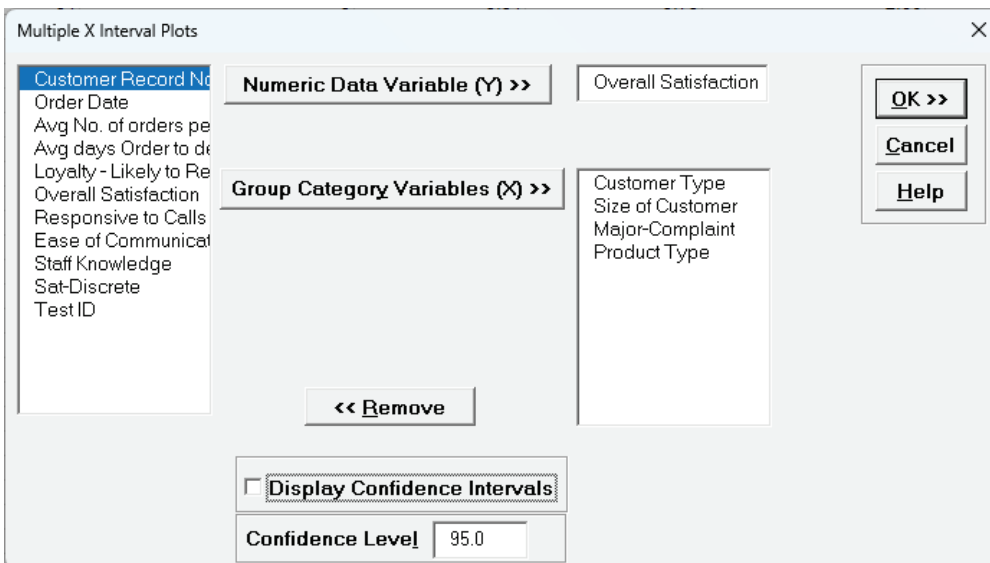 Multiple X Interval Plots
Customer Record No
Order Date
Avg No. of orders pe
Avg days Order to de
Loyalty - Likely to Re
Overall Satisfaction
Responsive to Calls
Ease of Communicat
Staff Knowledge
Sat-Discrete
Test ID
Numeric Data Variable (Y) >>
Overall Satisfaction
Group Category Variables (X) >>
Customer Type
Size of Customer
Major-Complaint
Product Type
<< Remove
Display Confidence Intervals
Confidence Level 95.0
OK >>
Cancel
Help